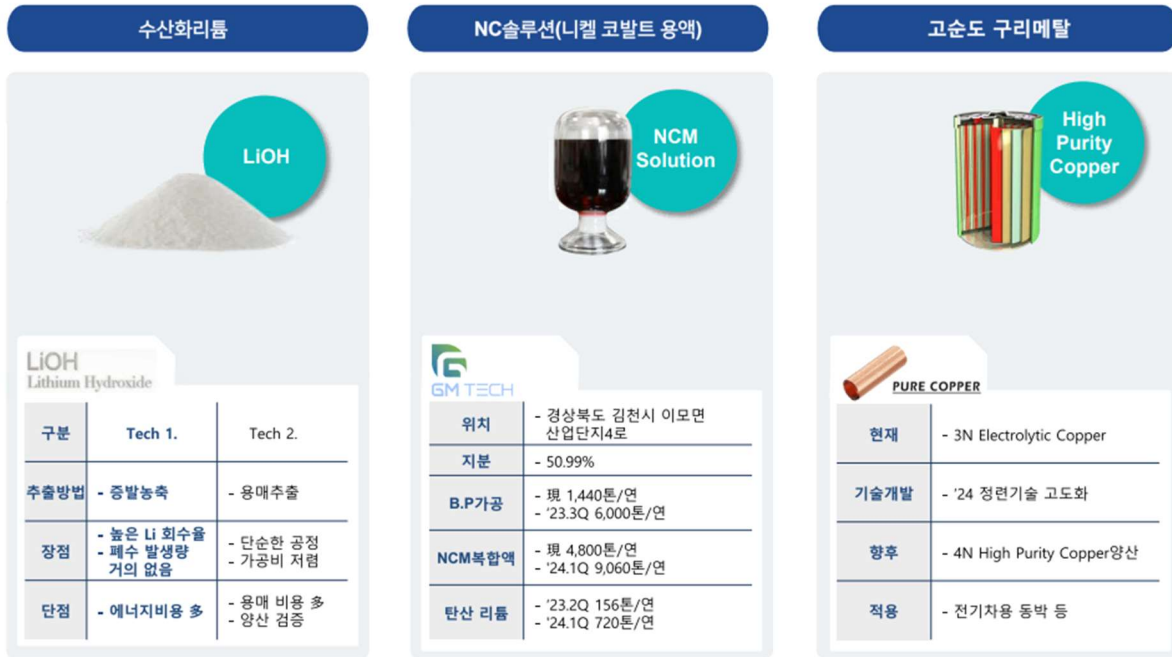 수산화리튬
LiOH
LiOH
Lithium Hydroxide
구분
Tech 1.
Tech 2.
추출방법
- 증발농축
- 용매추출
장점
- 높은 Li 회수율
- 폐수 발생량
거의 없음
- 단순한 공정
- 가공비 저렴
단점
- 에너지비용 多
- 용매 비용 多
- 양산 검증
NC솔루션(니켈 코발트 용액)
NCM
Solution
GM TECH
위치
- 경상북도 김천시 이모면
산업단지4로
지분
- 50.99%
B.P가공
- 現 1,440톤/연
- '23.3Q 6,000톤/연
NCM복합액
- 現 4,800톤/연
- '24.1Q 9,060톤/연
탄산 리튬
- '23.2Q 156톤/연
- '24.1Q 720톤/연
고순도 구리메탈
High
Purity
Copper
PURE COPPER
현재
- 3N Electrolytic Copper
기술개발
- '24 정련기술 고도화
향후
- 4N High Purity Copper양산
적용
- 전기차용 동박 등